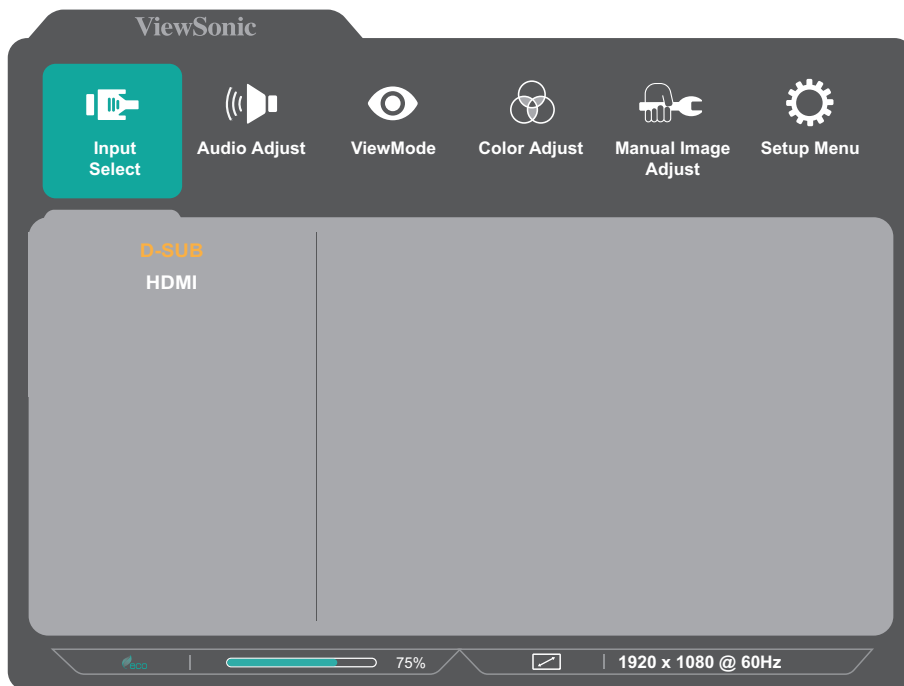 ViewSonic
Input Select
Audio Adjust
ViewMode
Color Adjust
Manual Image Adjust
Setup Menu
D-SUB
HDMI
eco
75%
1920 x 1080 @ 60Hz